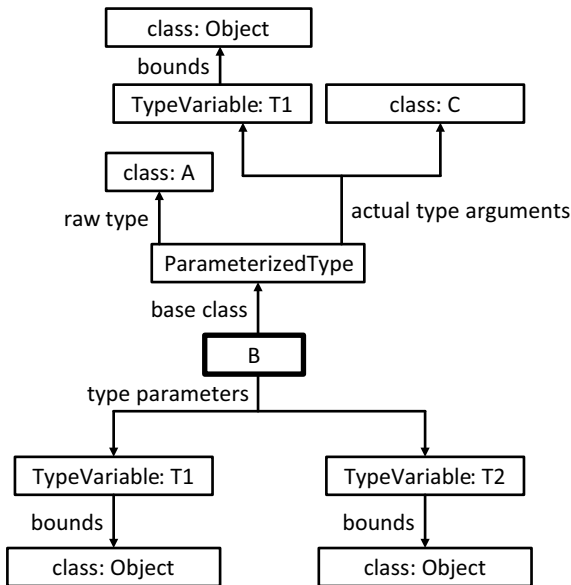 class: Object
bounds
TypeVariable: T1
class: C
class: A
raw type
actual type arguments
ParameterizedType
base class
B
type parameters
TypeVariable: T1
TypeVariable: T2
bounds
bounds
class: Object
class: Object